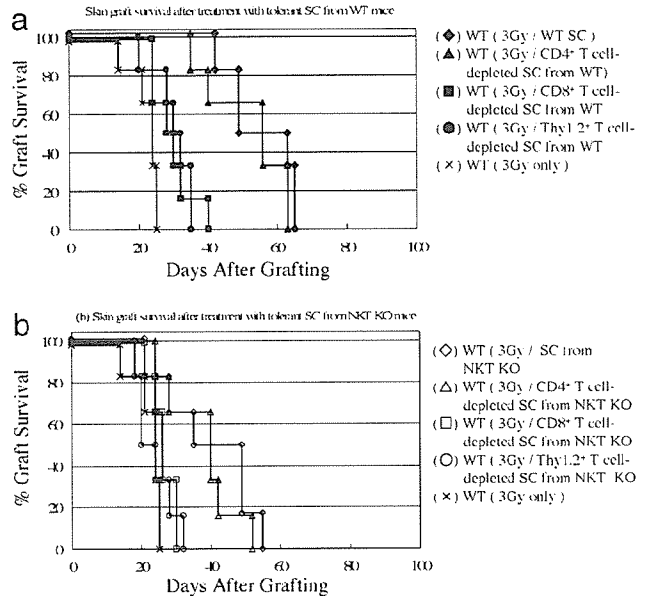 a
Skin graft survival after treatment with tolerant SC from WT mice
100
80
60
40
20
0
% Graft Survival
0 20 40 60 80 100
Days After Grafting
(◆) WT ( 3Gy / WT SC )
(▲) WT ( 3Gy / CD4⁺ T cell-
depleted SC from WT)
(■) WT ( 3Gy / CD8⁺ T cell-
depleted SC from WT
(●) WT ( 3Gy / Thy1.2⁺ T cell-
depleted SC from WT
(×) WT ( 3Gy only )
b
(b) Skin graft survival after treatment with tolerant SC from NKT KO mice
100
80
60
40
20
0
% Graft Survival
0 20 40 60 80 100
Days After Grafting
(◇) WT ( 3Gy / SC from
NKT KO
(△) WT ( 3Gy / CD4⁺ T cell-
depleted SC from NKT KO
(□) WT ( 3Gy / CD8⁺ T cell-
depleted SC from NKT KO
(○) WT ( 3Gy / Thy1.2⁺ T cell-
depleted SC from NKT KO
(×) WT ( 3Gy only )